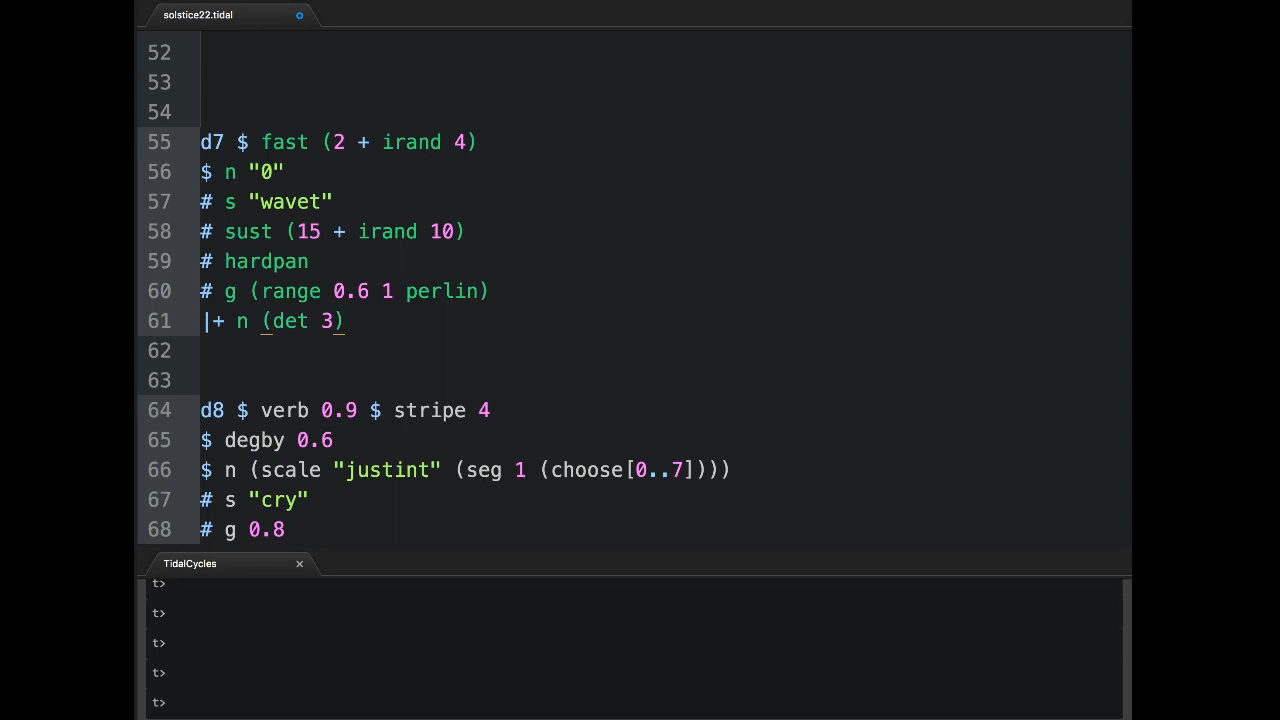 solstice22.tidal
52
53
54
55 d7 $ fast (2 + irand 4)
56 $ n "0"
57 # s "wavet"
58 # sust (15 + irand 10)
59 # hardpan
60 # g (range 0.6 1 perlin)
61 |+ n (det 3)
62
63
64 d8 $ verb 0.9 $ stripe 4
65 $ degby 0.6
66 $ n (scale "justint" (seg 1 (choose[0..7])))
67 # s "cry"
68 # g 0.8
TidalCycles ×
t>
t>
t>
t>
t>